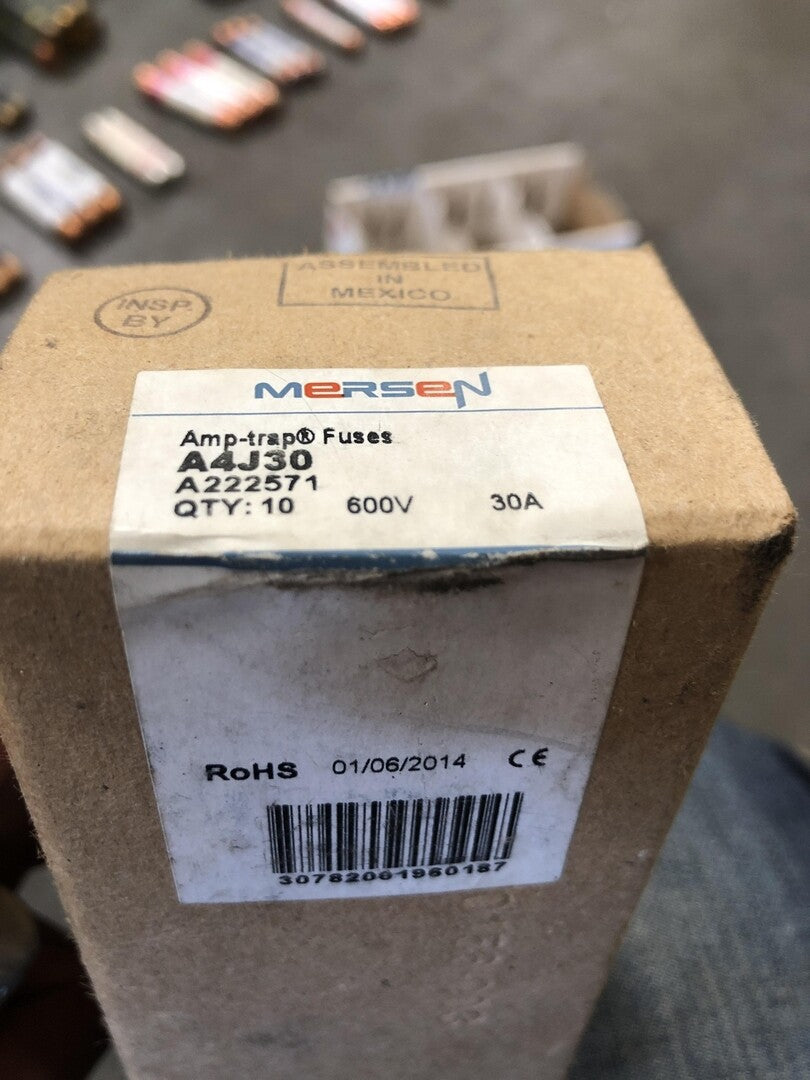 ASSEMBLED
IN
MEXICO
INSP.
BY
MERSEN
Amp-trap® Fuses
A4J30
A222571
QTY: 10 600V 30A
RoHS 01/06/2014 CE
30782001960187